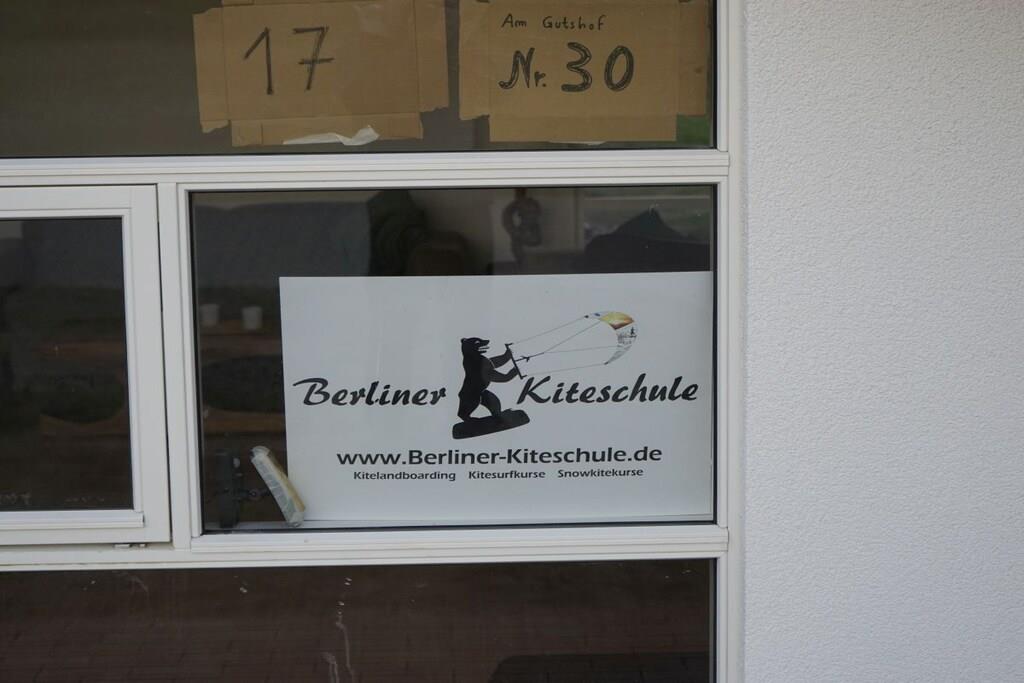 17
Am Gutshof
Nr. 30
Berliner Kiteschule
www.Berliner-Kiteschule.de
Kitelandboarding Kitesurfkurse Snowkitekurse